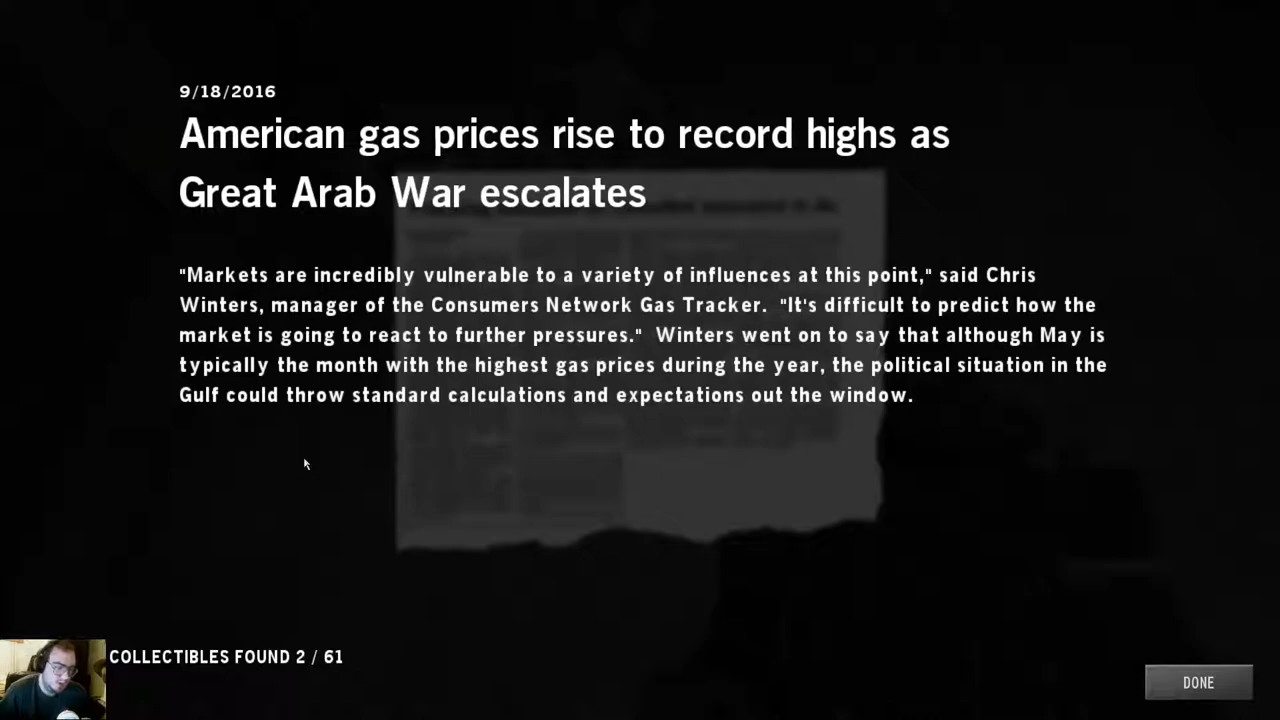 9/18/2016
American gas prices rise to record highs as
Great Arab War escalates
"Markets are incredibly vulnerable to a variety of influences at this point," said Chris
Winters, manager of the Consumers Network Gas Tracker.  "It's difficult to predict how the
market is going to react to further pressures."  Winters went on to say that although May is
typically the month with the highest gas prices during the year, the political situation in the
Gulf could throw standard calculations and expectations out the window.
COLLECTIBLES FOUND 2 / 61
DONE